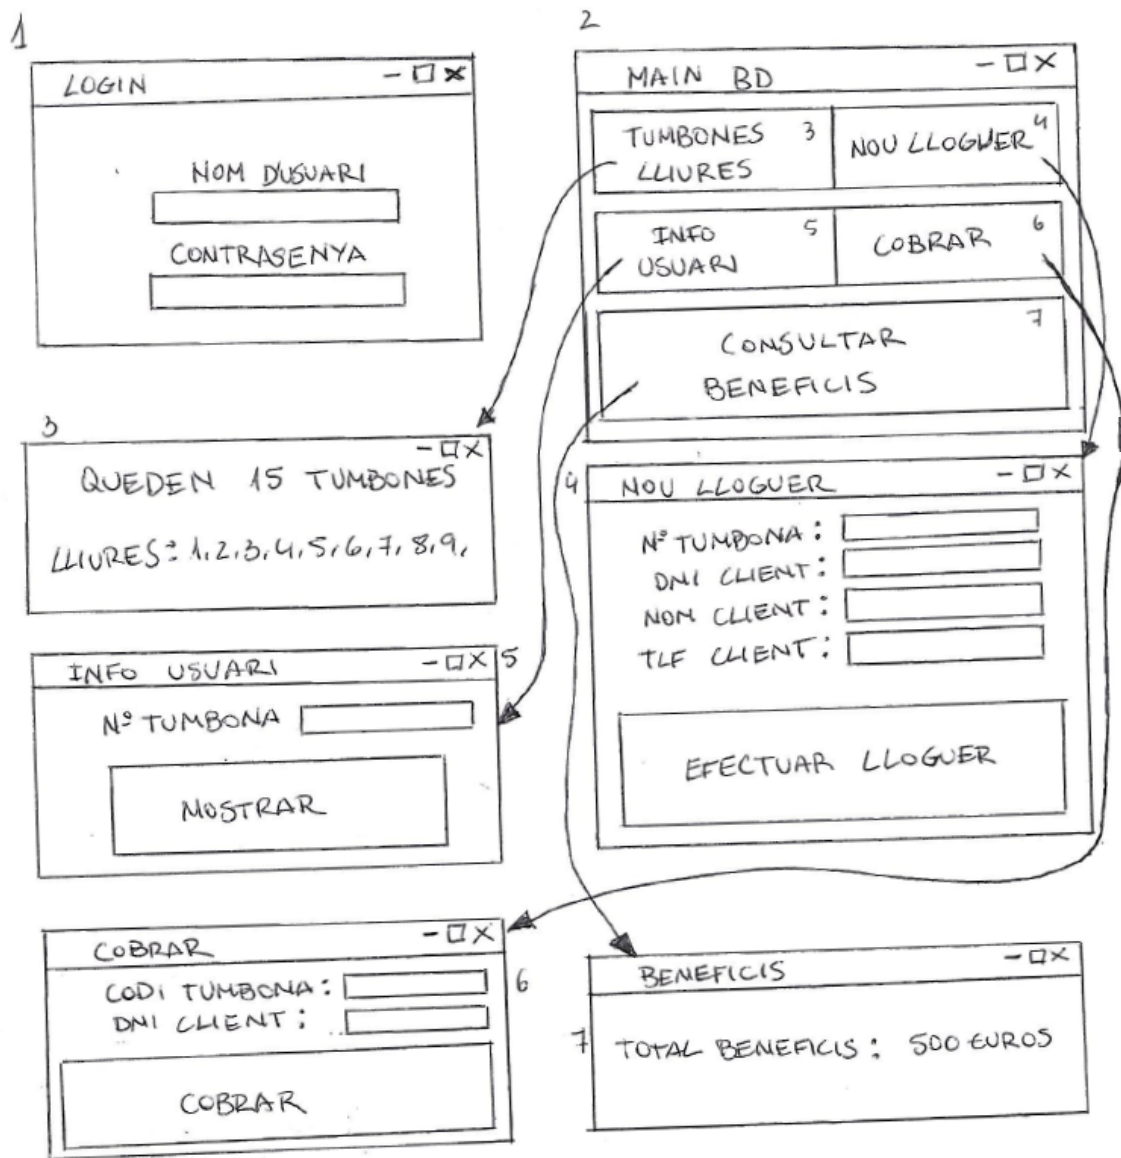 1
LOGIN
NOM D'USUARI
CONTRASENYA
2
MAIN BD
TUMBONES 3
LLIURES
NOU LLOGUER 4
INFO 5
USUARI
COBRAR 6
CONSULTAR 7
BENEFICIS
3
QUEDEN 15 TUMBONES
LLIURES: 1,2,3,4,5,6,7,8,9,
4
NOU LLOGUER
Nº TUMBONA:
DNI CLIENT:
NOM CLIENT:
TLF CLIENT:
EFECTUAR LLOGUER
INFO USUARI 5
Nº TUMBONA
MOSTRAR
COBRAR
6
CODI TUMBONA:
DNI CLIENT:
COBRAR
BENEFICIS
7
TOTAL BENEFICIS: 500 EUROS